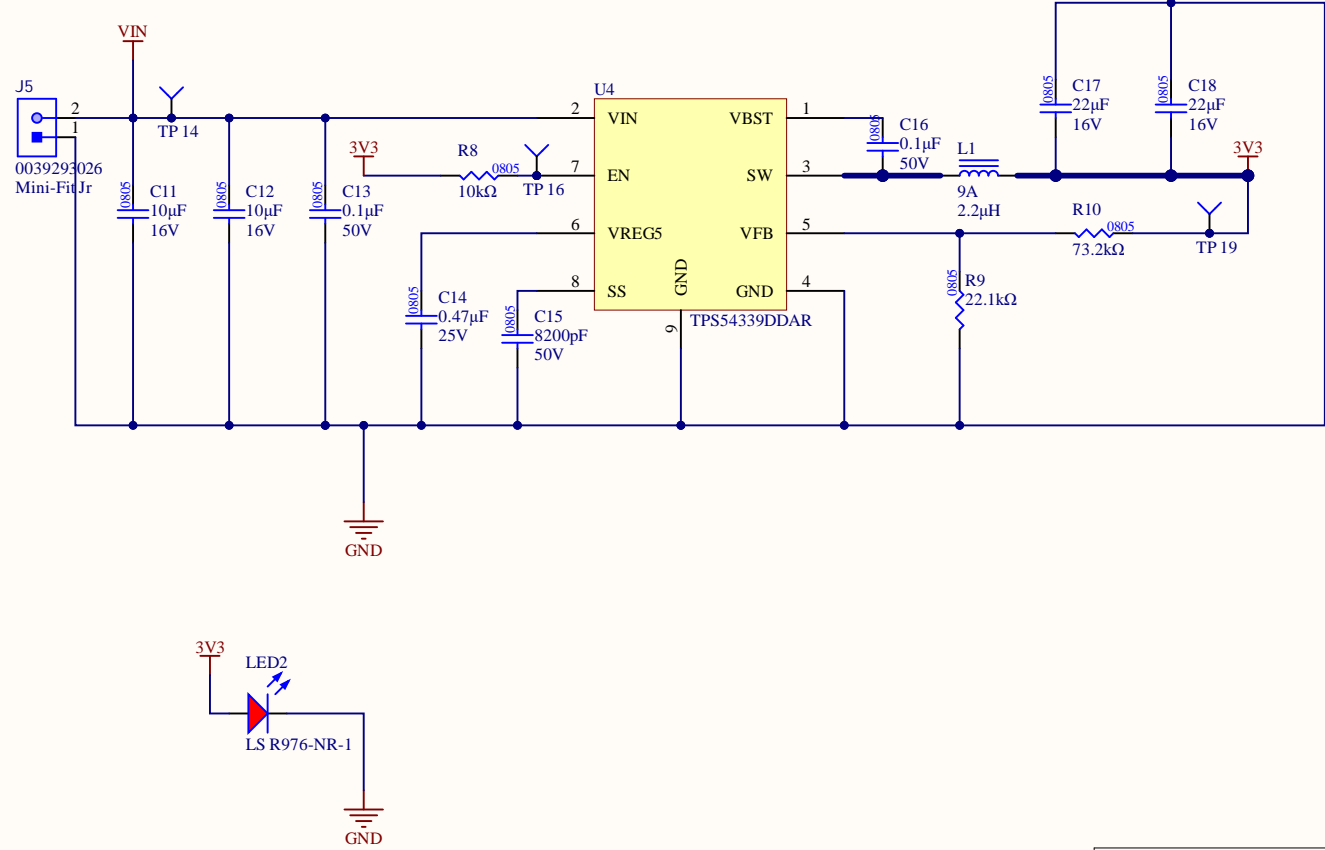 VIN
J5
2
1
0039293026
Mini-Fit Jr
TP 14
0805
C11
10µF
16V
0805
C12
10µF
16V
0805
C13
0.1µF
50V
3V3
R8
0805
10kΩ
TP 16
0805
C14
0.47µF
25V
0805
C15
8200pF
50V
U4
2
VIN
7
EN
6
VREG5
8
SS
GND
9
VBST
1
SW
3
VFB
5
GND
4
TPS54339DDAR
0805
C16
0.1µF
50V
L1
9A
2.2µH
0805
C17
22µF
16V
0805
C18
22µF
16V
3V3
R10
0805
73.2kΩ
TP 19
0805
R9
22.1kΩ
GND
3V3
LED2
LS R976-NR-1
GND